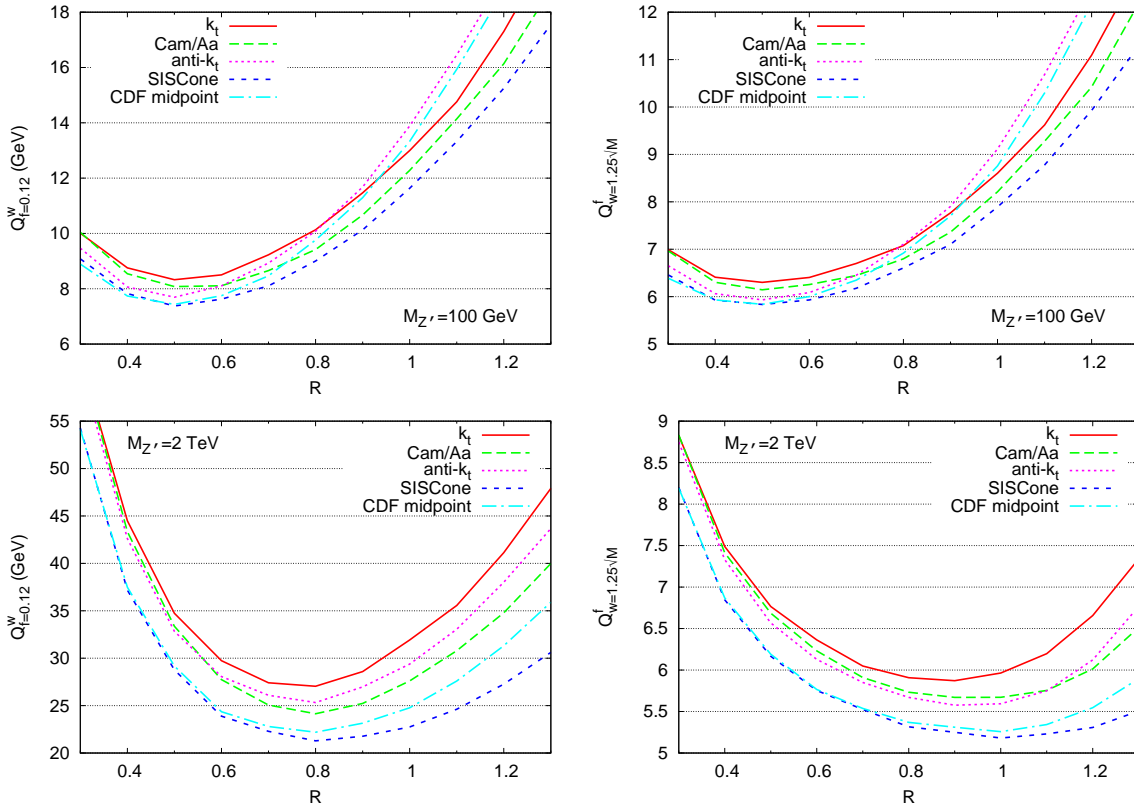 18
16
14
12
10
8
6
Q^w_{f=0.12} (GeV)
k_t
Cam/Aa
anti-k_t
SISCone
CDF midpoint
M_{Z′}=100 GeV
0.4 0.6 0.8 1 1.2
R
12
11
10
9
8
7
6
5
Q^f_{w=1.25√M}
k_t
Cam/Aa
anti-k_t
SISCone
CDF midpoint
M_{Z′}=100 GeV
0.4 0.6 0.8 1 1.2
R
55
50
45
40
35
30
25
20
Q^w_{f=0.12} (GeV)
M_{Z′}=2 TeV
k_t
Cam/Aa
anti-k_t
SISCone
CDF midpoint
0.4 0.6 0.8 1 1.2
R
9
8.5
8
7.5
7
6.5
6
5.5
5
Q^f_{w=1.25√M}
M_{Z′}=2 TeV
k_t
Cam/Aa
anti-k_t
SISCone
CDF midpoint
0.4 0.6 0.8 1 1.2
R